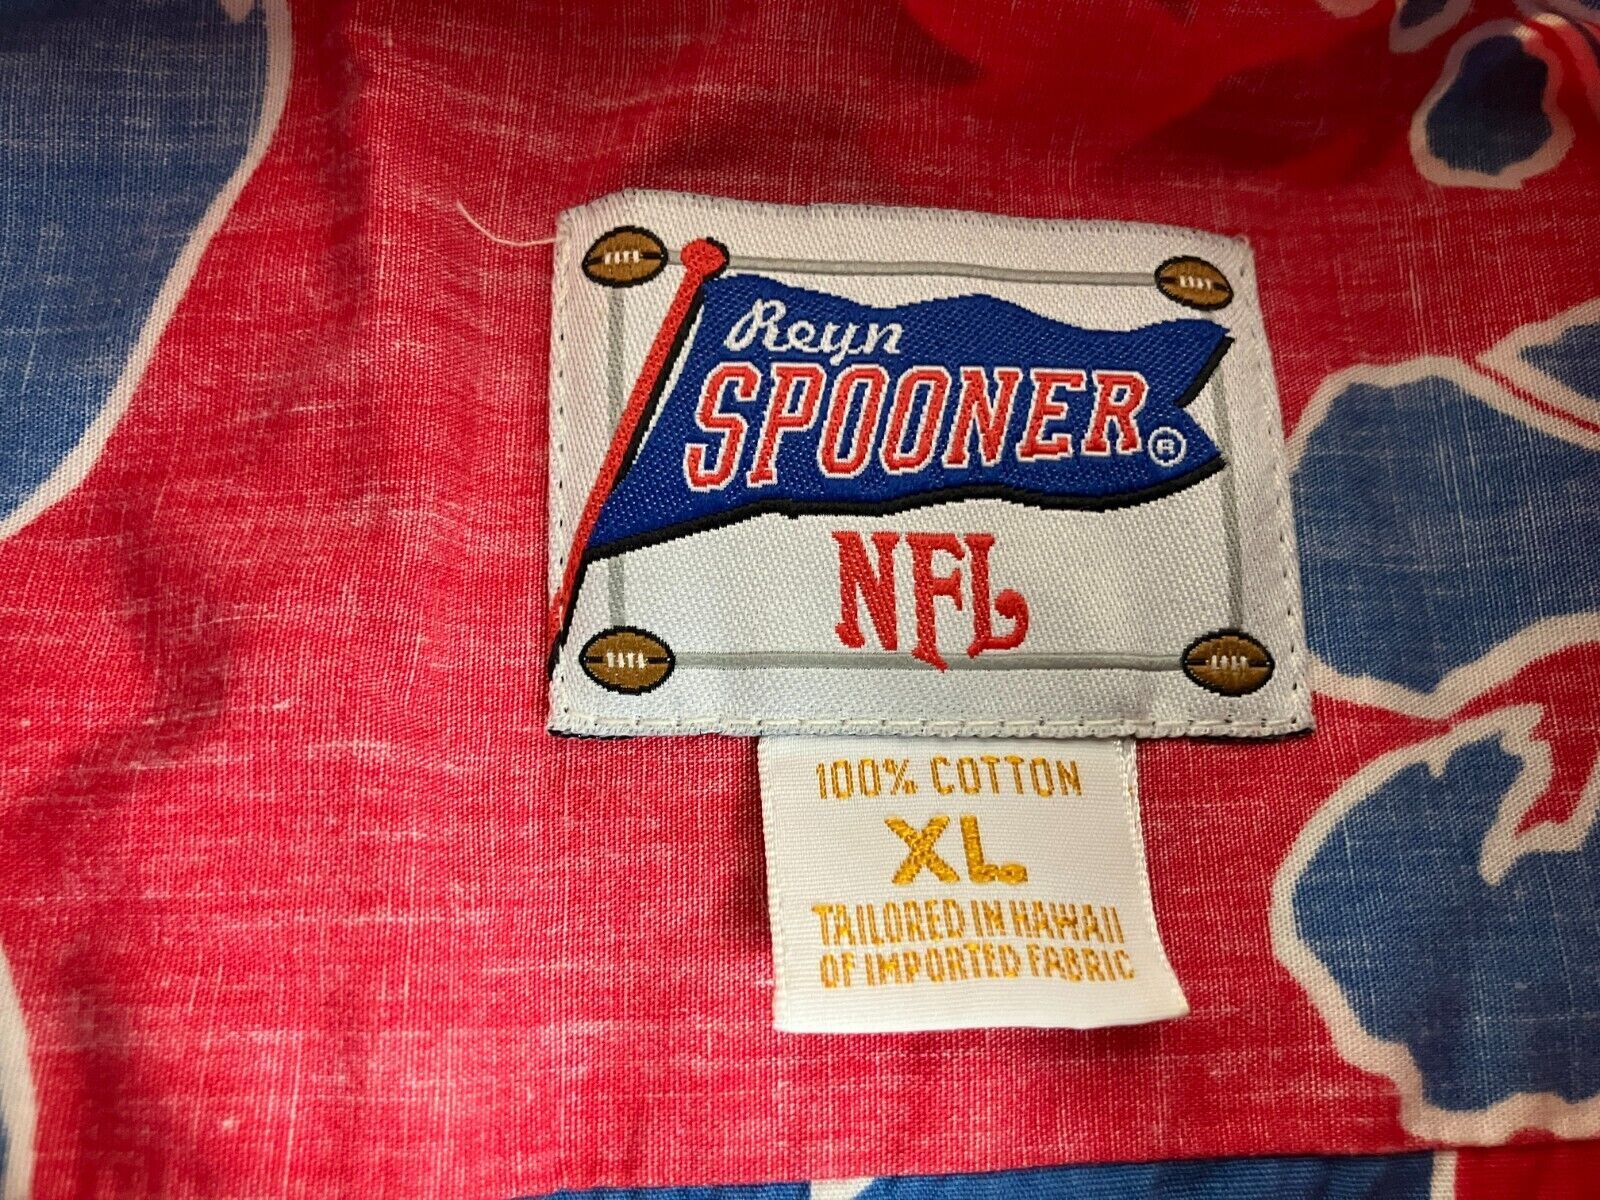 Reyn
SPOONER®
NFL
100% COTTON
XL
TAILORED IN HAWAII
OF IMPORTED FABRIC